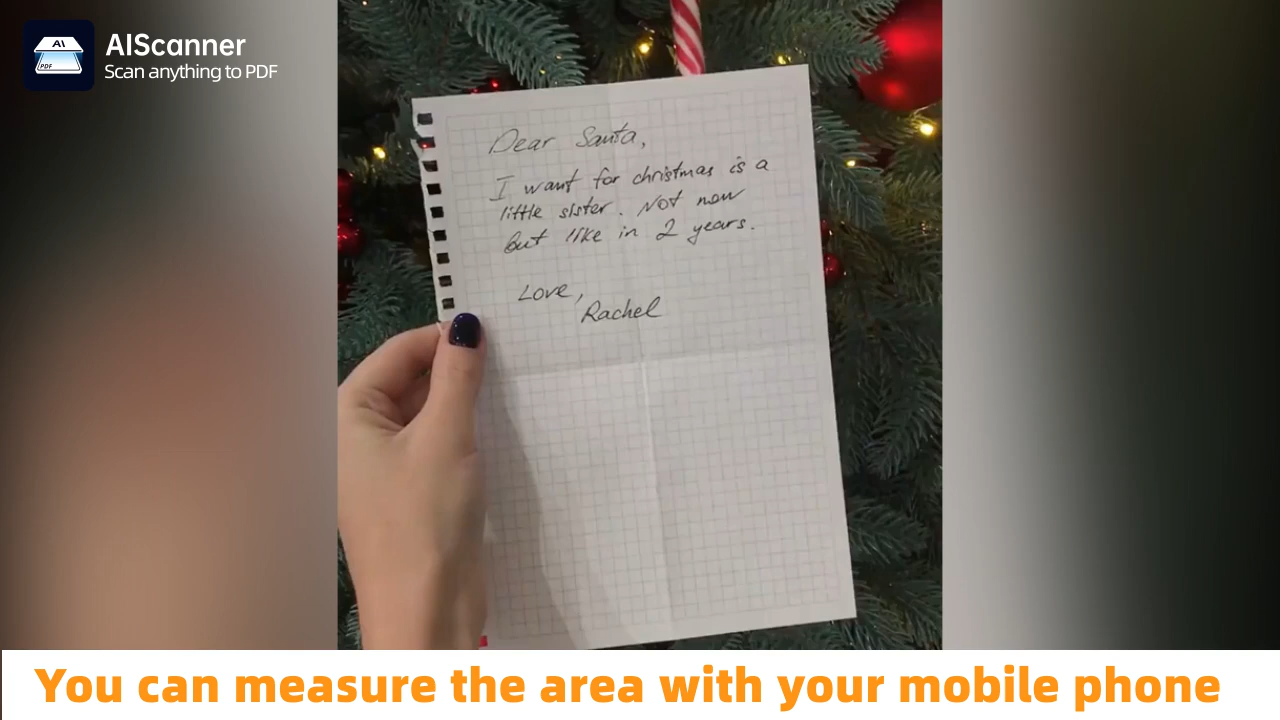 AI
PDF
AIScanner
Scan anything to PDF
Dear Santa,
I want for christmas is a
little sister. Not now
but like in 2 years.
Love,
Rachel
You can measure the area with your mobile phone